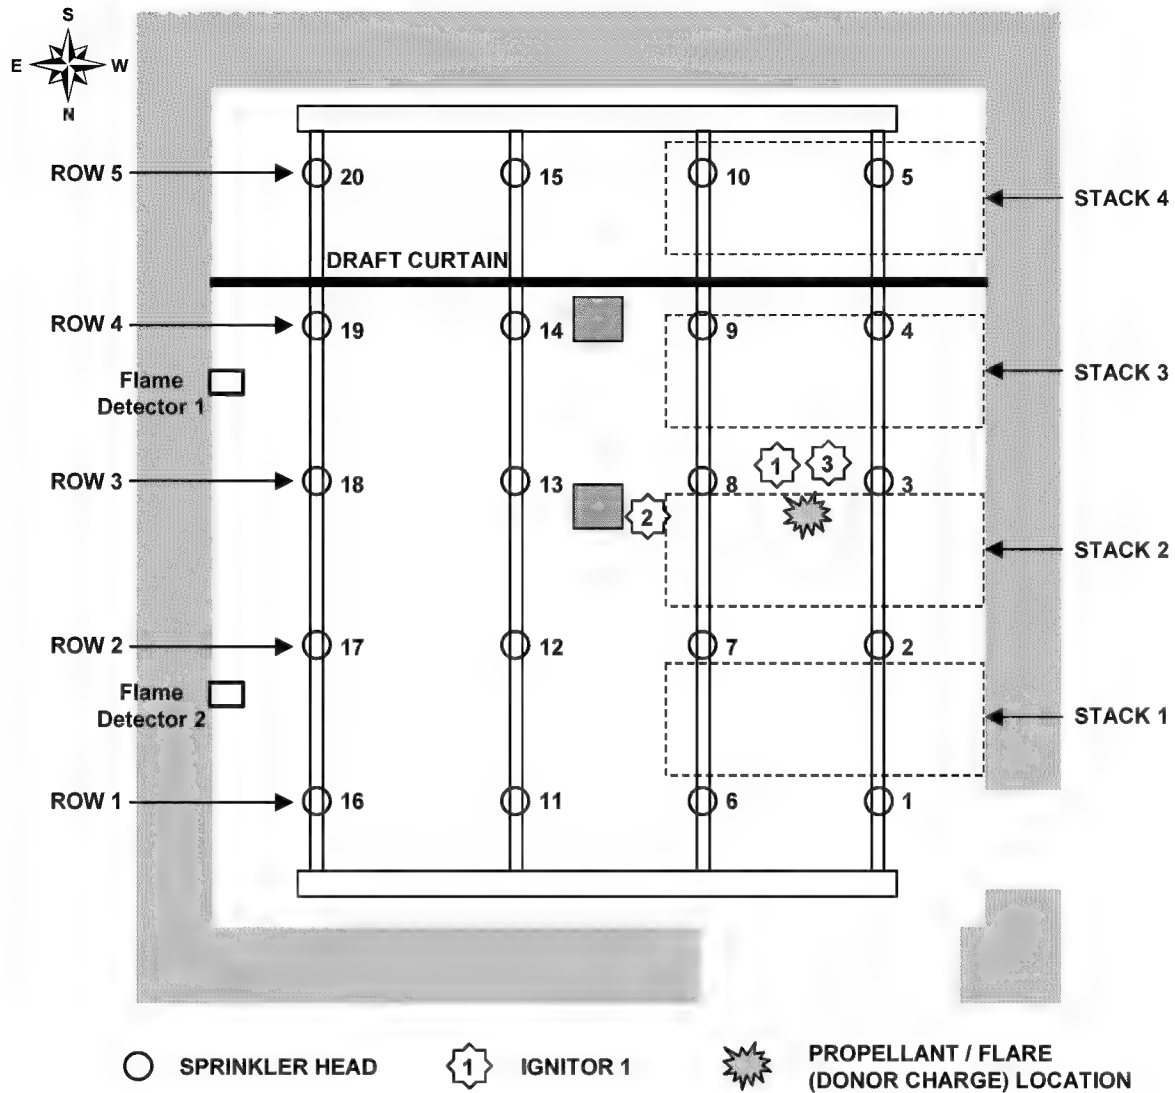 S
E W
N
ROW 5
20
15
10
5
STACK 4
DRAFT CURTAIN
ROW 4
19
14
9
4
Flame
Detector 1
STACK 3
1
3
ROW 3
18
13
8
3
2
STACK 2
ROW 2
17
12
7
2
Flame
Detector 2
STACK 1
ROW 1
16
11
6
1
SPRINKLER HEAD
1
IGNITOR 1
PROPELLANT / FLARE
(DONOR CHARGE) LOCATION